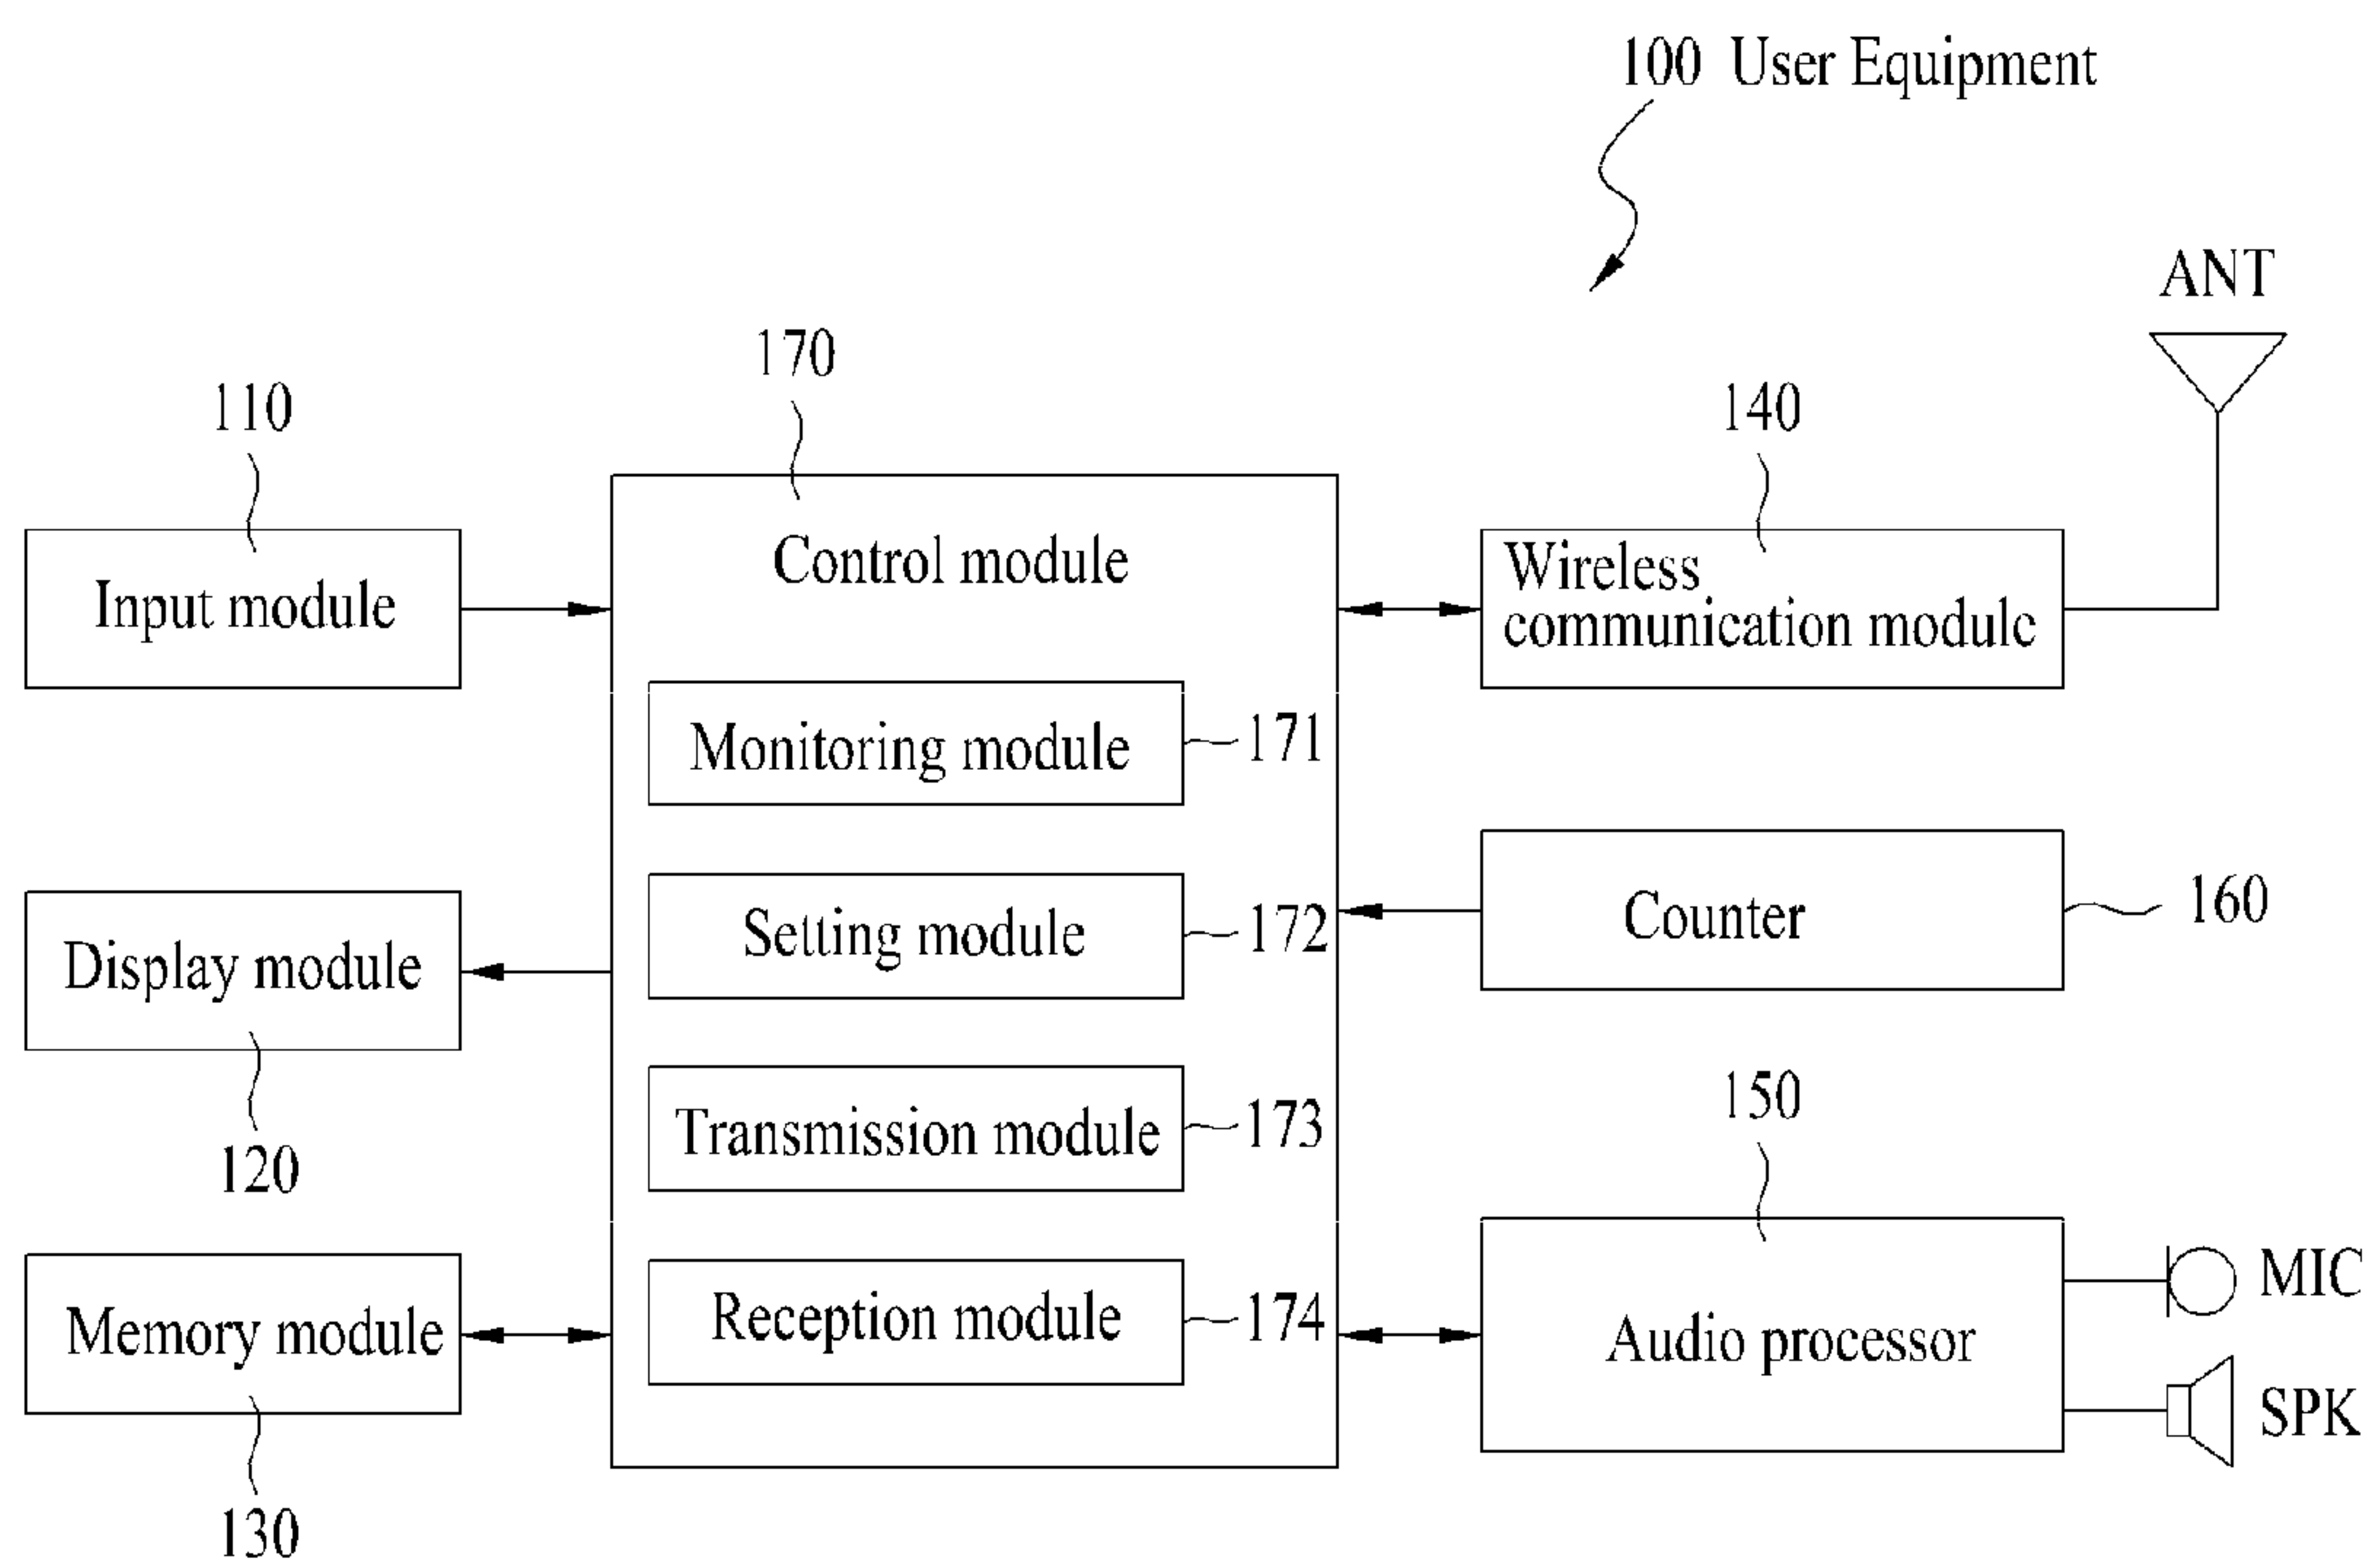 100 User Equipment
ANT
170
110
140
Input module
Control module
Wireless
communication module
Monitoring module
171
Setting module
172
Counter
160
Display module
120
Transmission module
173
150
Memory module
130
Reception module
174
Audio processor
MIC
SPK